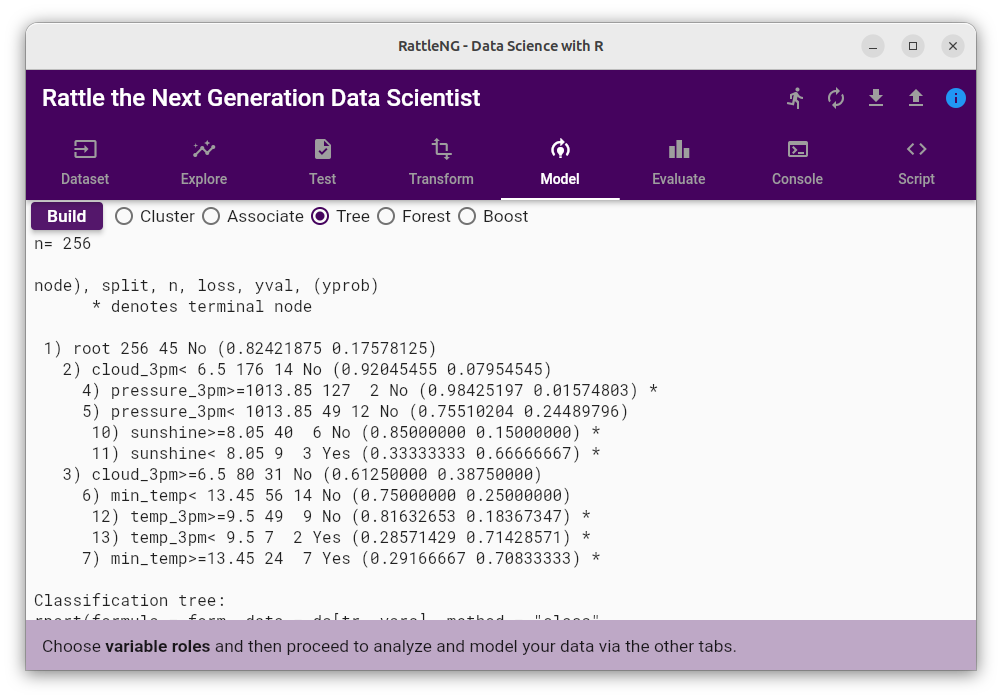 RattleNG - Data Science with R
Rattle the Next Generation Data Scientist
Dataset Explore Test Transform Model Evaluate Console Script
Build Cluster Associate Tree Forest Boost
n= 256
node), split, n, loss, yval, (yprob)
      * denotes terminal node
 1) root 256 45 No (0.82421875 0.17578125)
   2) cloud_3pm< 6.5 176 14 No (0.92045455 0.07954545)
     4) pressure_3pm>=1013.85 127  2 No (0.98425197 0.01574803) *
     5) pressure_3pm< 1013.85 49 12 No (0.75510204 0.24489796)
      10) sunshine>=8.05 40  6 No (0.85000000 0.15000000) *
      11) sunshine< 8.05 9  3 Yes (0.33333333 0.66666667) *
   3) cloud_3pm>=6.5 80 31 No (0.61250000 0.38750000)
     6) min_temp< 13.45 56 14 No (0.75000000 0.25000000)
      12) temp_3pm>=9.5 49  9 No (0.81632653 0.18367347) *
      13) temp_3pm< 9.5 7  2 Yes (0.28571429 0.71428571) *
     7) min_temp>=13.45 24  7 Yes (0.29166667 0.70833333) *
Classification tree:
Choose variable roles and then proceed to analyze and model your data via the other tabs.